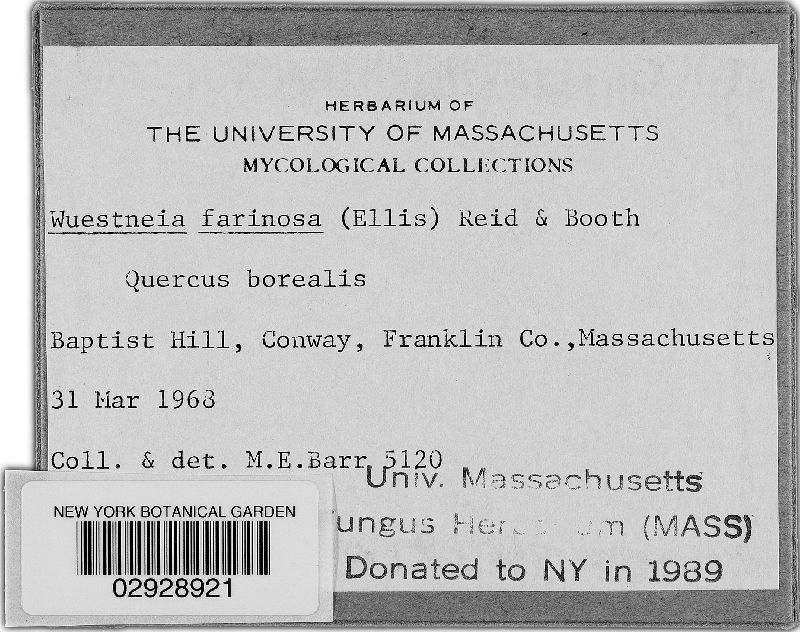 HERBARIUM OF
THE UNIVERSITY OF MASSACHUSETTS
MYCOLOGICAL COLLECTIONS
Wuestneia farinosa (Ellis) Reid & Booth
Quercus borealis
Baptist Hill, Conway, Franklin Co.,Massachusetts
31 Mar 1968
Coll. & det. M.E.Barr 5120
Univ. Massachusetts
(MASS)
Donated to NY in 1989
NEW YORK BOTANICAL GARDEN
02928921